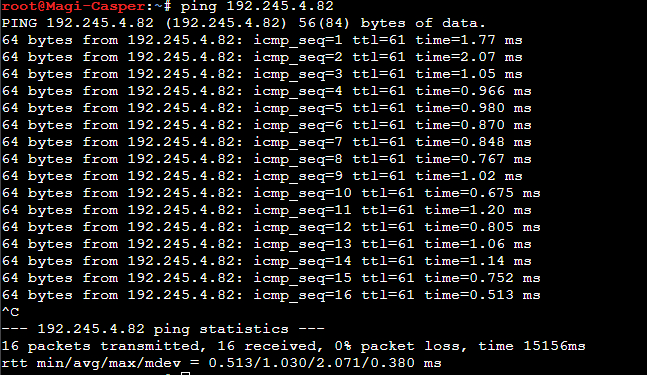 root@Magi-Casper:~# ping 192.245.4.82
PING 192.245.4.82 (192.245.4.82) 56(84) bytes of data.
64 bytes from 192.245.4.82: icmp_seq=1 ttl=61 time=1.77 ms
64 bytes from 192.245.4.82: icmp_seq=2 ttl=61 time=2.07 ms
64 bytes from 192.245.4.82: icmp_seq=3 ttl=61 time=1.05 ms
64 bytes from 192.245.4.82: icmp_seq=4 ttl=61 time=0.966 ms
64 bytes from 192.245.4.82: icmp_seq=5 ttl=61 time=0.980 ms
64 bytes from 192.245.4.82: icmp_seq=6 ttl=61 time=0.870 ms
64 bytes from 192.245.4.82: icmp_seq=7 ttl=61 time=0.848 ms
64 bytes from 192.245.4.82: icmp_seq=8 ttl=61 time=0.767 ms
64 bytes from 192.245.4.82: icmp_seq=9 ttl=61 time=1.02 ms
64 bytes from 192.245.4.82: icmp_seq=10 ttl=61 time=0.675 ms
64 bytes from 192.245.4.82: icmp_seq=11 ttl=61 time=1.20 ms
64 bytes from 192.245.4.82: icmp_seq=12 ttl=61 time=0.805 ms
64 bytes from 192.245.4.82: icmp_seq=13 ttl=61 time=1.06 ms
64 bytes from 192.245.4.82: icmp_seq=14 ttl=61 time=1.14 ms
64 bytes from 192.245.4.82: icmp_seq=15 ttl=61 time=0.752 ms
64 bytes from 192.245.4.82: icmp_seq=16 ttl=61 time=0.513 ms
^C
--- 192.245.4.82 ping statistics ---
16 packets transmitted, 16 received, 0% packet loss, time 15156ms
rtt min/avg/max/mdev = 0.513/1.030/2.071/0.380 ms